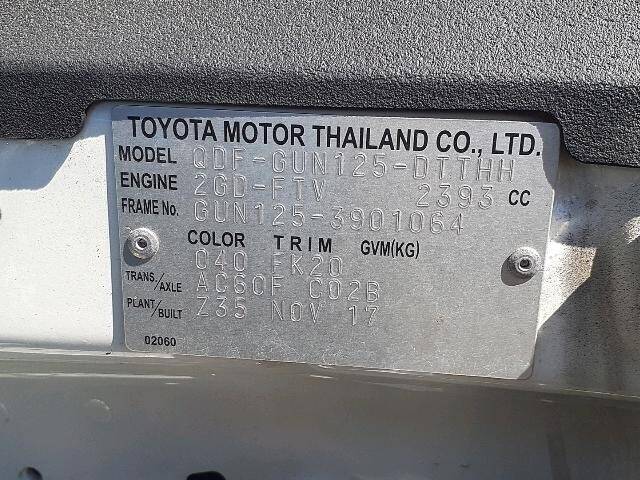 TOYOTA MOTOR THAILAND CO., LTD.
MODEL QDF-GUN125-DTTHH
ENGINE 2GD-FTV 2393 CC
FRAME No. GUN125-3901064
COLOR TRIM GVM(KG)
040 FK20
TRANS./AXLE AC60F C02B
PLANT/BUILT Z35 NOV 17
02060